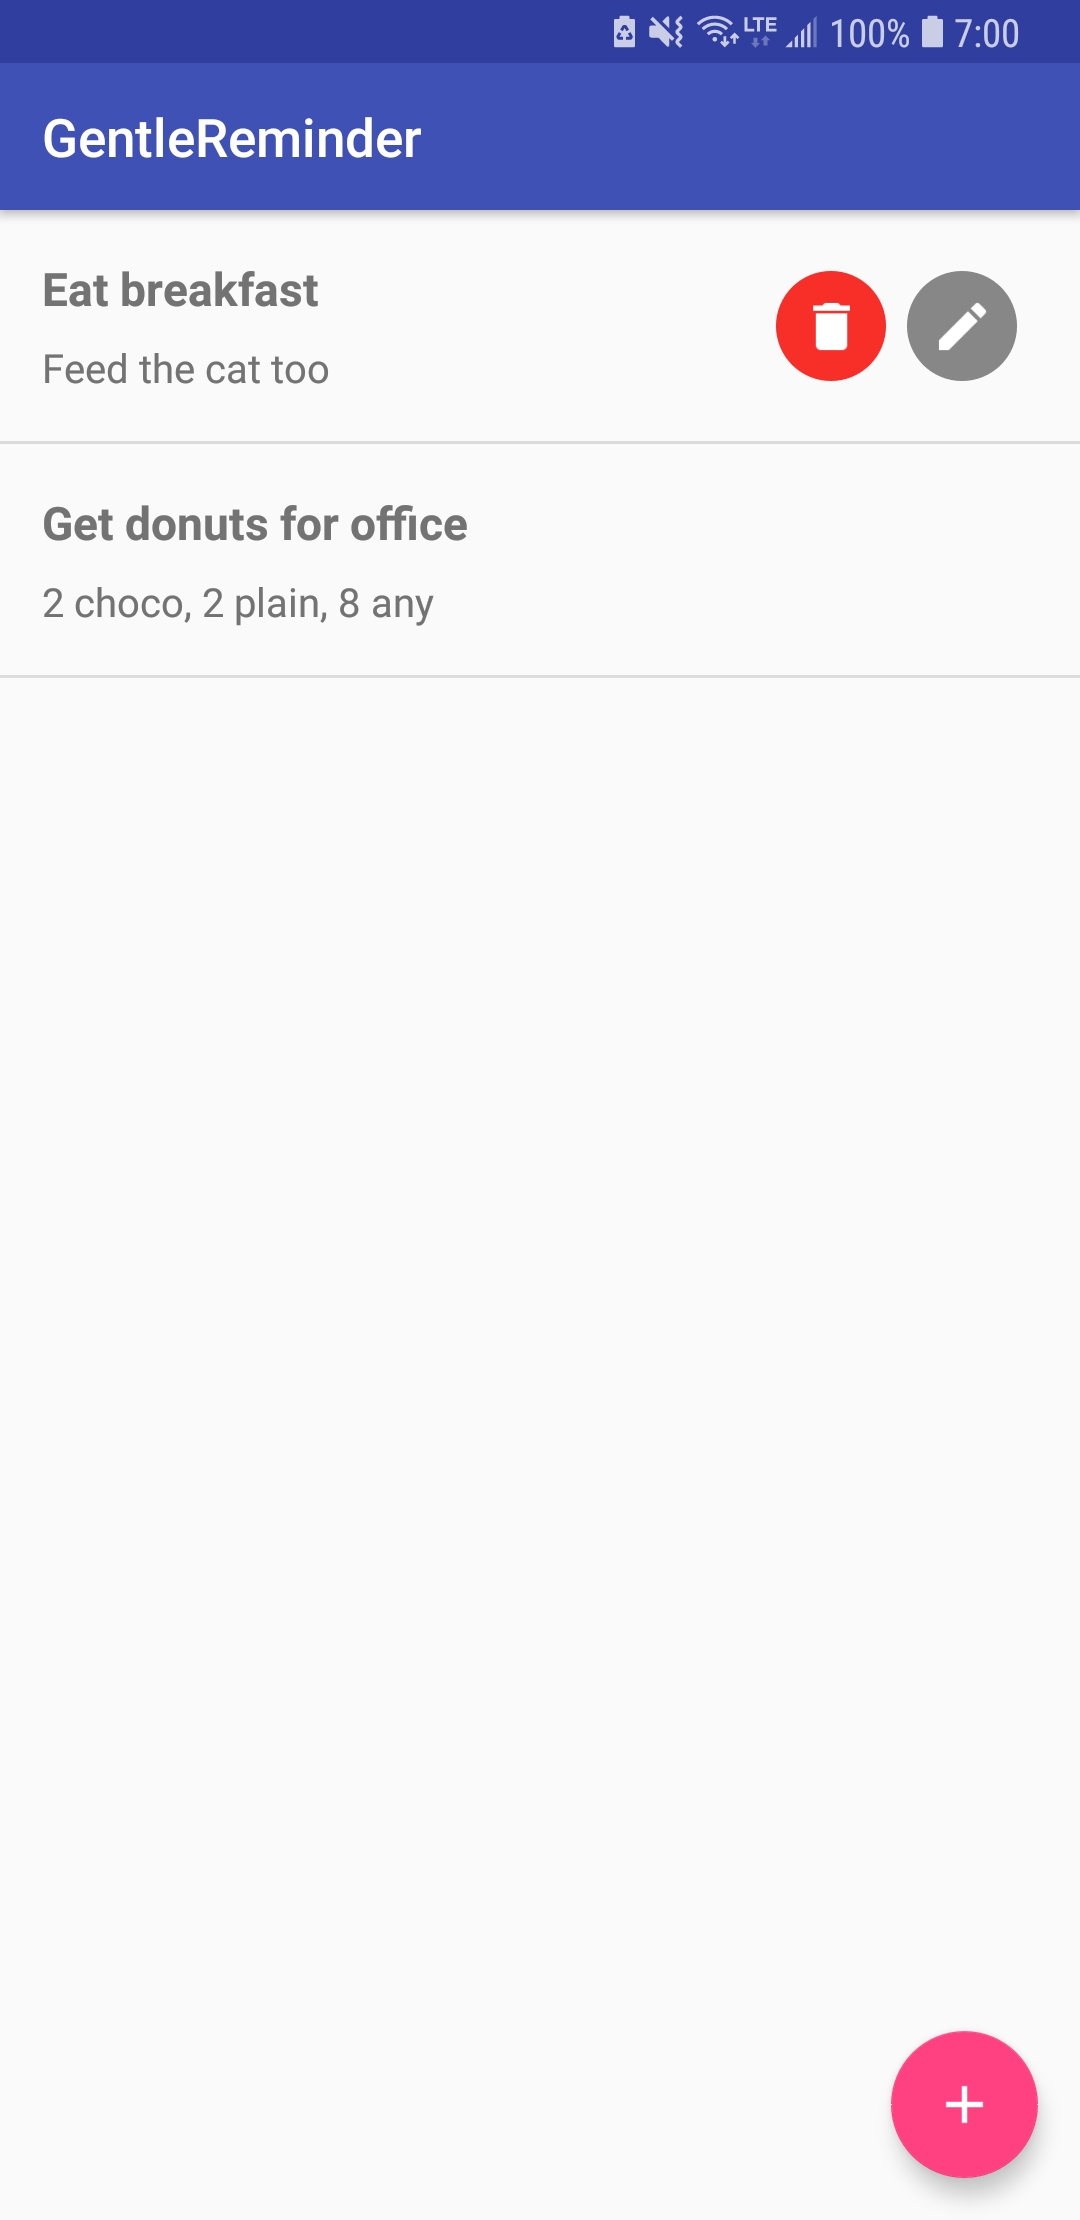 LTE 100% 7:00
GentleReminder
Eat breakfast
Feed the cat too
Get donuts for office
2 choco, 2 plain, 8 any